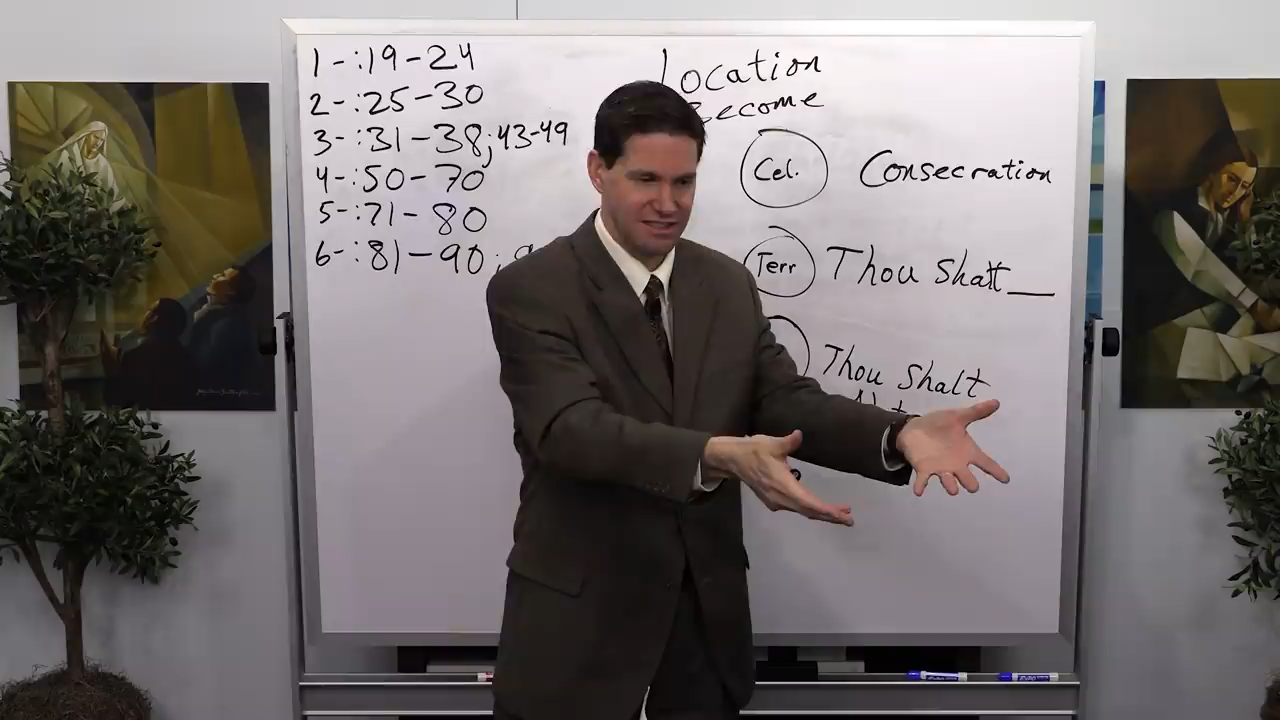 1-:19-24
2-:25-30
3-:31-38;43-49
4-:50-70
5-:71-80
6-:81-90;
Location
Become
Cel. Consecration
Terr Thou Shalt __
Thou Shalt